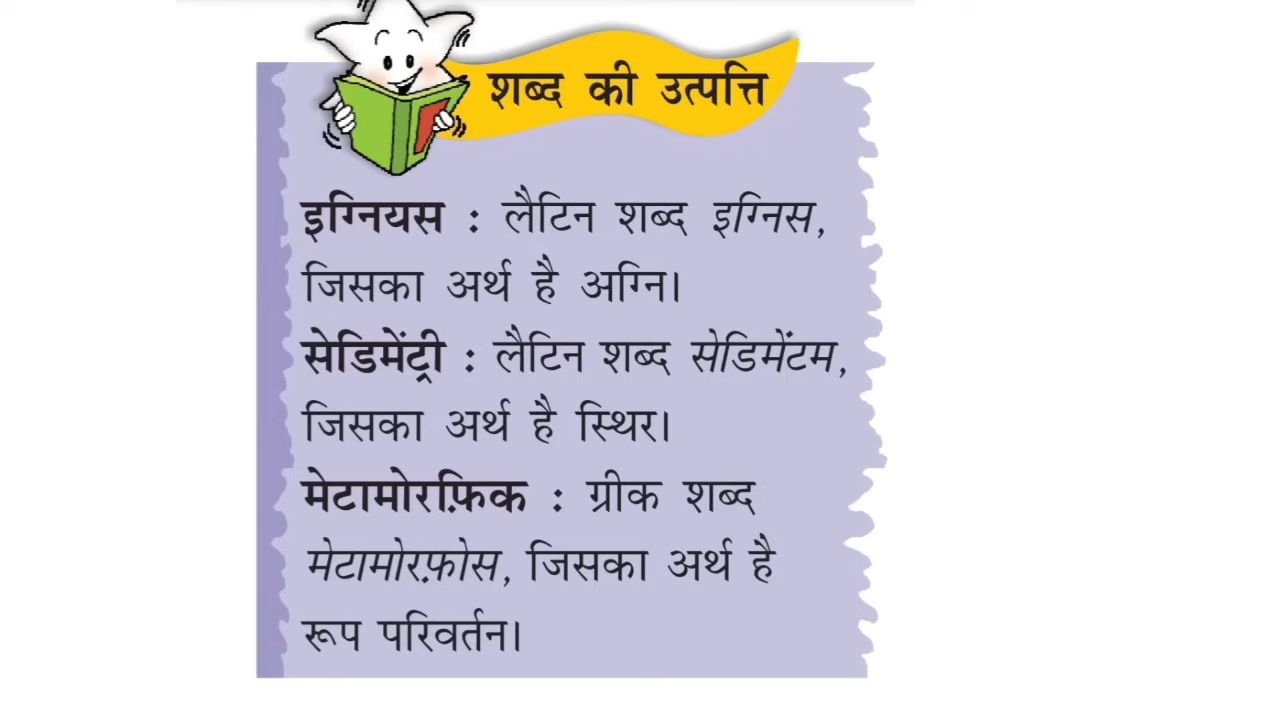 शब्द की उत्पत्ति
इग्नियस : लैटिन शब्द इग्निस,
जिसका अर्थ है अग्नि।
सेडिमेंट्री : लैटिन शब्द सेडिमेंटम,
जिसका अर्थ है स्थिर।
मेटामोरफ़िक : ग्रीक शब्द
मेटामोरफ़ोस, जिसका अर्थ है
रूप परिवर्तन।